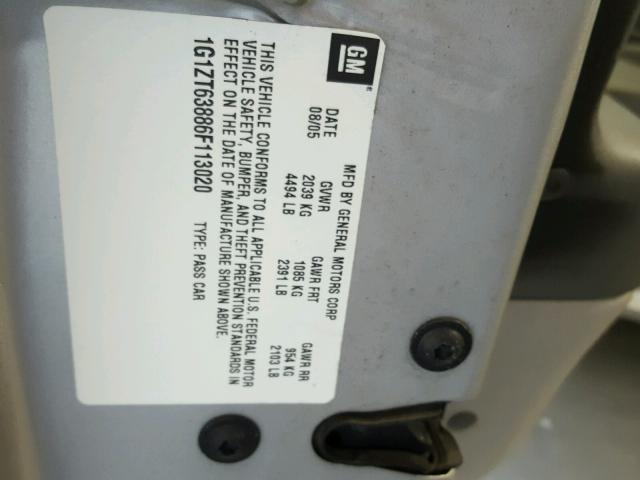 GM
®
MFD BY GENERAL MOTORS CORP
DATE GVWR GAWR FRT GAWR RR
08/05 2039 KG 1085 KG 954 KG
4494 LB 2391 LB 2103 LB
THIS VEHICLE CONFORMS TO ALL APPLICABLE U.S. FEDERAL MOTOR
VEHICLE SAFETY, BUMPER, AND THEFT PREVENTION STANDARDS IN
EFFECT ON THE DATE OF MANUFACTURE SHOWN ABOVE.
1G1ZT63886F113020 TYPE: PASS CAR